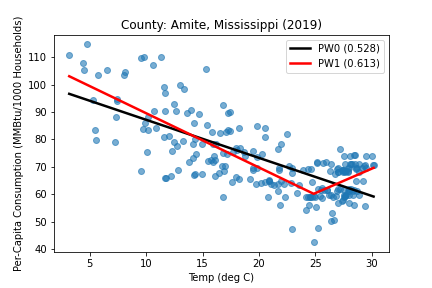 County: Amite, Mississippi (2019)
PW0 (0.528)
PW1 (0.613)
Per-Capita Consumption (MMBtu/1000 Households)
110
100
90
80
70
60
50
40
5 10 15 20 25 30
Temp (deg C)